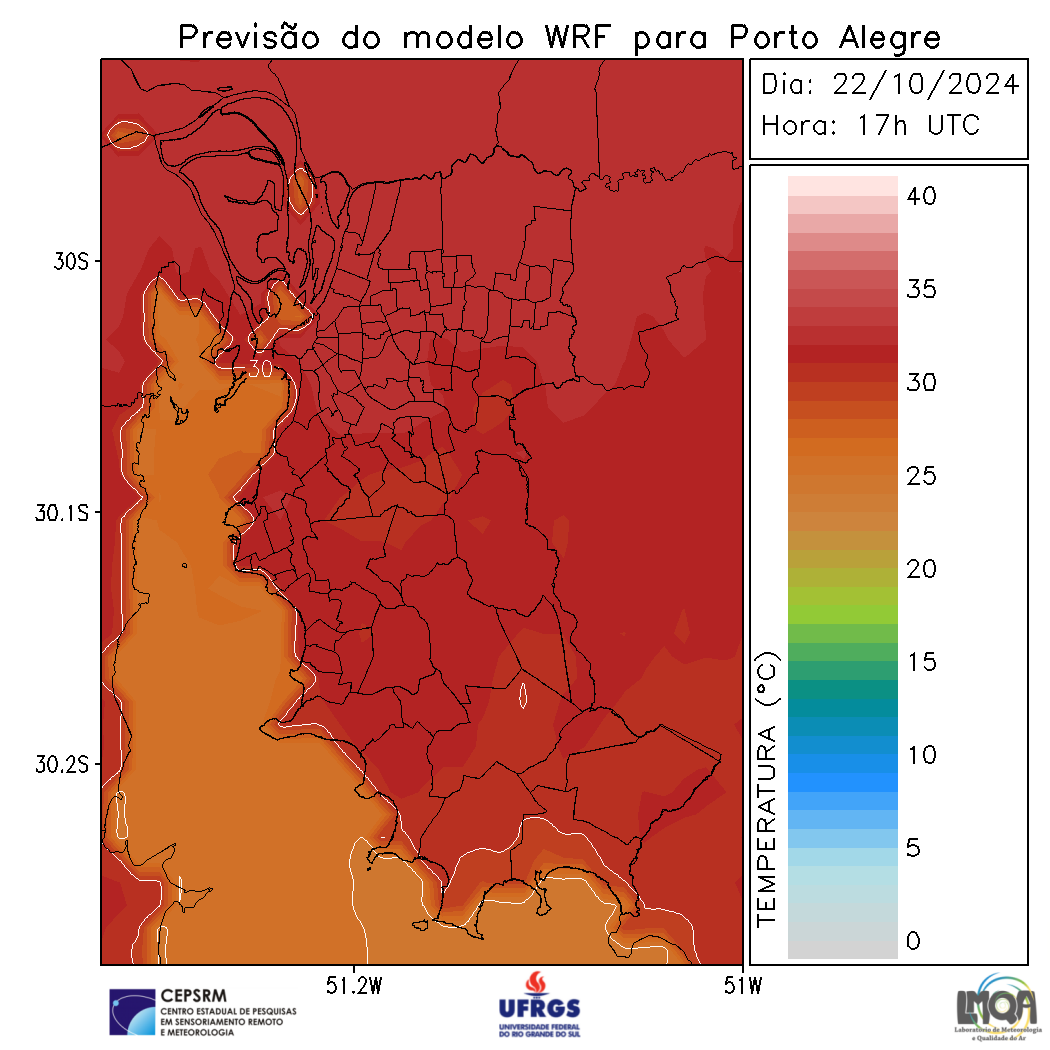 Previsão do modelo WRF para Porto Alegre
Dia: 22/10/2024
Hora: 17h UTC
40
35
30
25
20
15
10
5
0
TEMPERATURA (°C)
30S
30.1S
30.2S
30
51.2W
51W
CEPSRM
CENTRO ESTADUAL DE PESQUISAS
EM SENSORIAMENTO REMOTO
E METEOROLOGIA
UFRGS
UNIVERSIDADE FEDERAL
DO RIO GRANDE DO SUL
LMQA
Laboratório de Meteorologia
e Qualidade do Ar